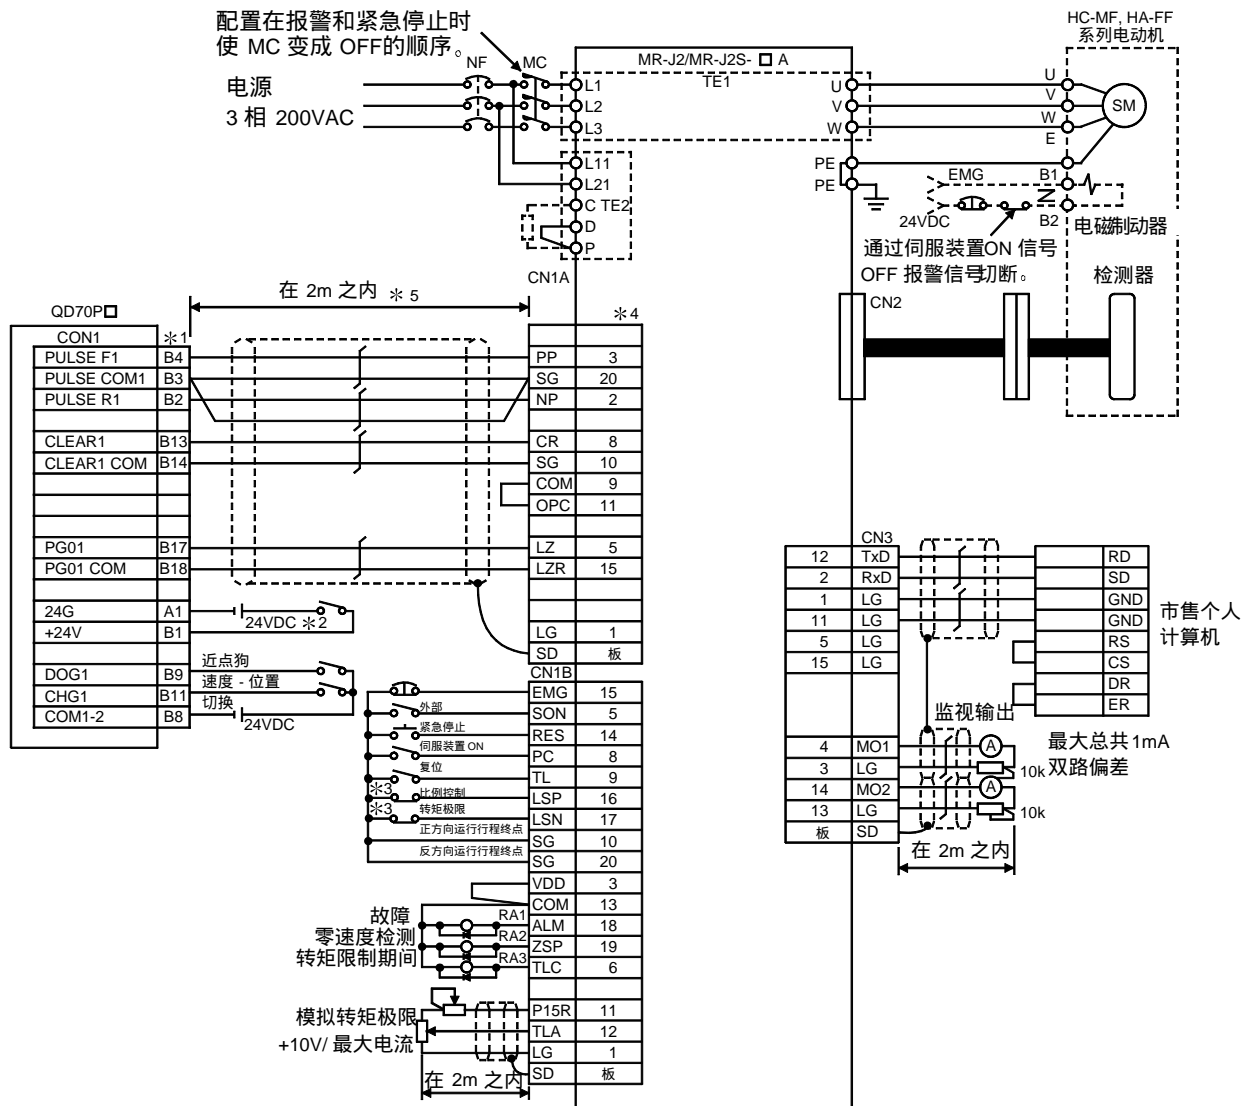 配置在报警和紧急停止时
使 MC 变成 OFF的顺序。
NF
MC
电源
3 相 200VAC
MR-J2/MR-J2S- □ A
TE1
L1
L2
L3
U
V
W
HC-MF, HA-FF
系列电动机
U
V
W
E
SM
L11
L21
C TE2
D
P
PE
PE
EMG
B1
24VDC
B2
电磁制动器
通过伺服装置ON 信号
OFF 报警信号切断。
检测器
CN2
CN1A
在 2m 之内 ＊5
QD70P□
＊4
CON1 ＊1
PULSE F1 B4
PULSE COM1 B3
PULSE R1 B2
CLEAR1 B13
CLEAR1 COM B14
PG01 B17
PG01 COM B18
24G A1
+24V B1
DOG1 B9
CHG1 B11
COM1-2 B8
24VDC ＊2
近点狗
速度 - 位置
切换
24VDC
PP 3
SG 20
NP 2
CR 8
SG 10
COM 9
OPC 11
LZ 5
LZR 15
LG 1
SD 板
CN1B
EMG 15
SON 5
RES 14
PC 8
TL 9
LSP 16
LSN 17
SG 10
SG 20
VDD 3
COM 13
ALM 18
ZSP 19
TLC 6
P15R 11
TLA 12
LG 1
SD 板
外部
紧急停止
伺服装置 ON
复位
＊3
比例控制
＊3
转矩极限
正方向运行行程终点
反方向运行行程终点
故障
零速度检测
转矩限制期间
RA1
RA2
RA3
模拟转矩极限
+10V/ 最大电流
在 2m 之内
CN3
12 TxD
2 RxD
1 LG
11 LG
5 LG
15 LG
RD
SD
GND
GND
RS
CS
DR
ER
市售个人
计算机
监视输出
4 MO1
3 LG
14 MO2
13 LG
板 SD
A
10k
A
10k
最大总共 1mA
双路偏差
在 2m 之内